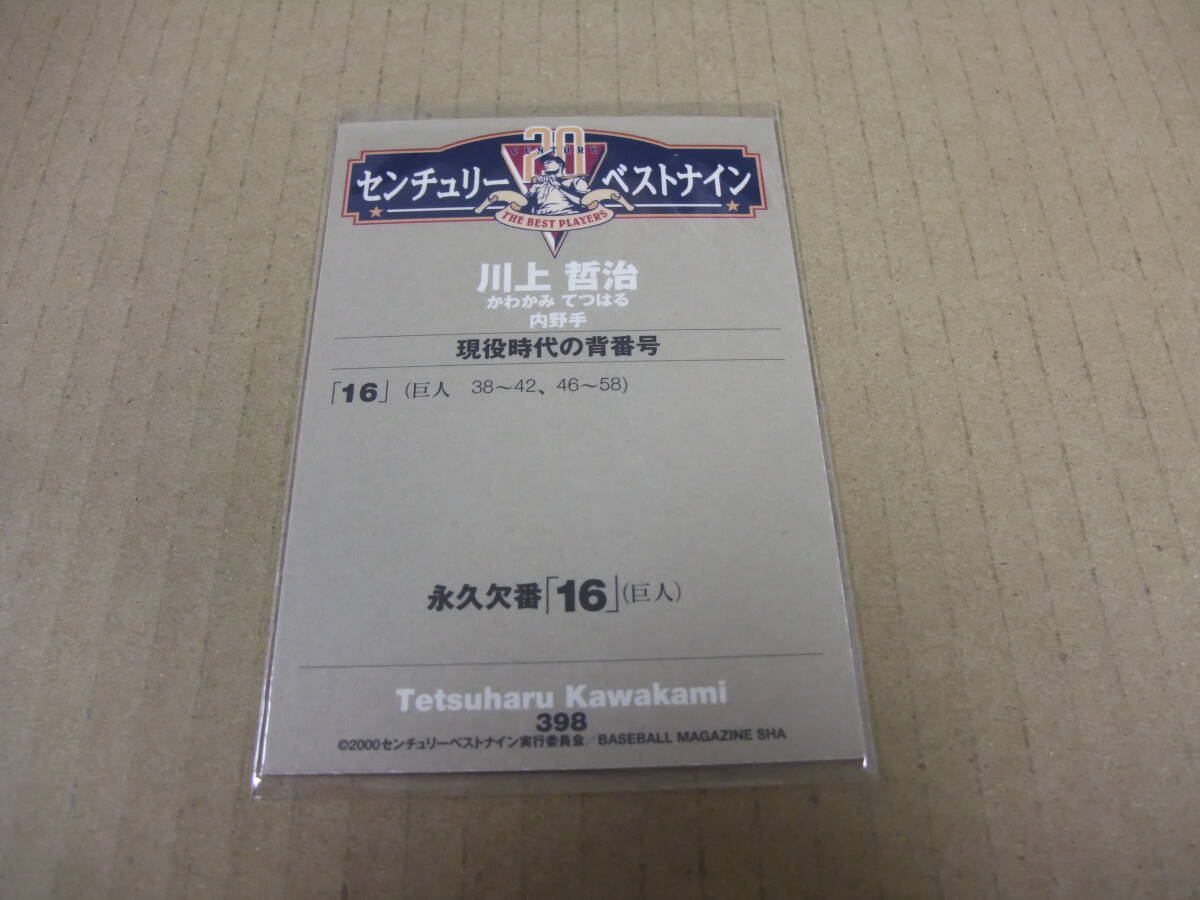 20
CENTURY
センチュリー ベストナイン
THE BEST PLAYERS
川上 哲治
かわかみ てつはる
内野手
現役時代の背番号
「16」(巨人 38～42、46～58)
永久欠番「16」(巨人)
Tetsuharu Kawakami
398
©2000センチュリーベストナイン実行委員会／BASEBALL MAGAZINE SHA